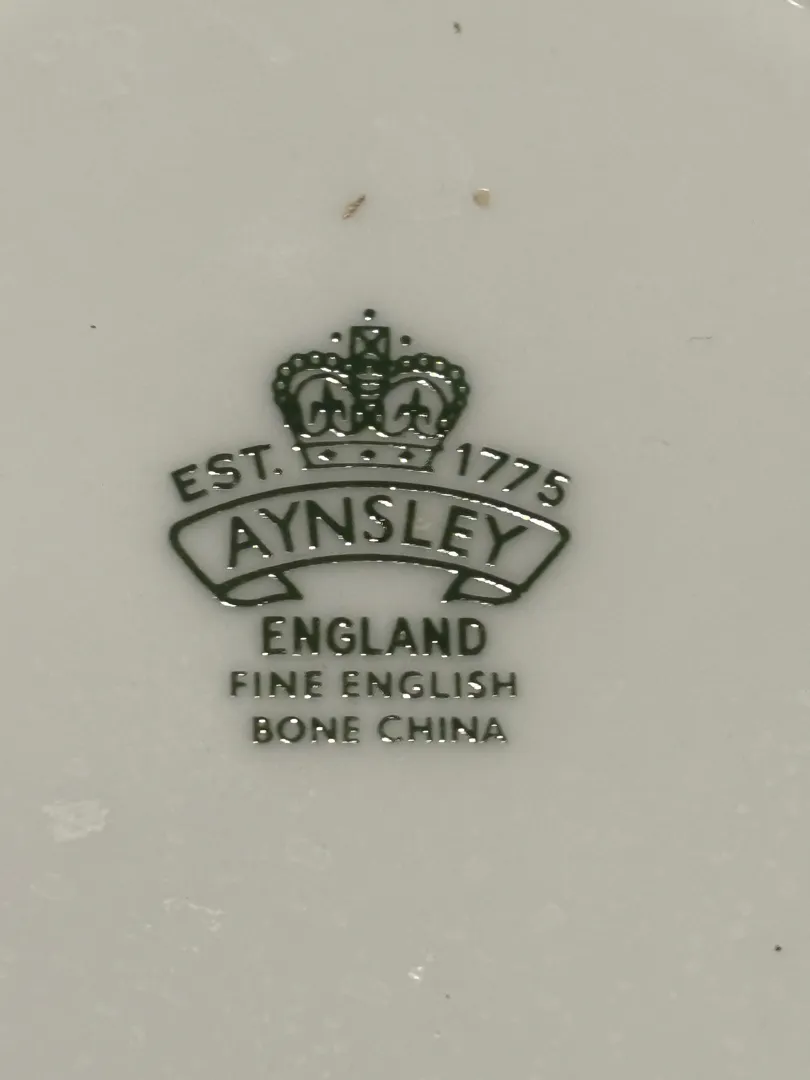 EST. 1775
AYNSLEY
ENGLAND
FINE ENGLISH
BONE CHINA